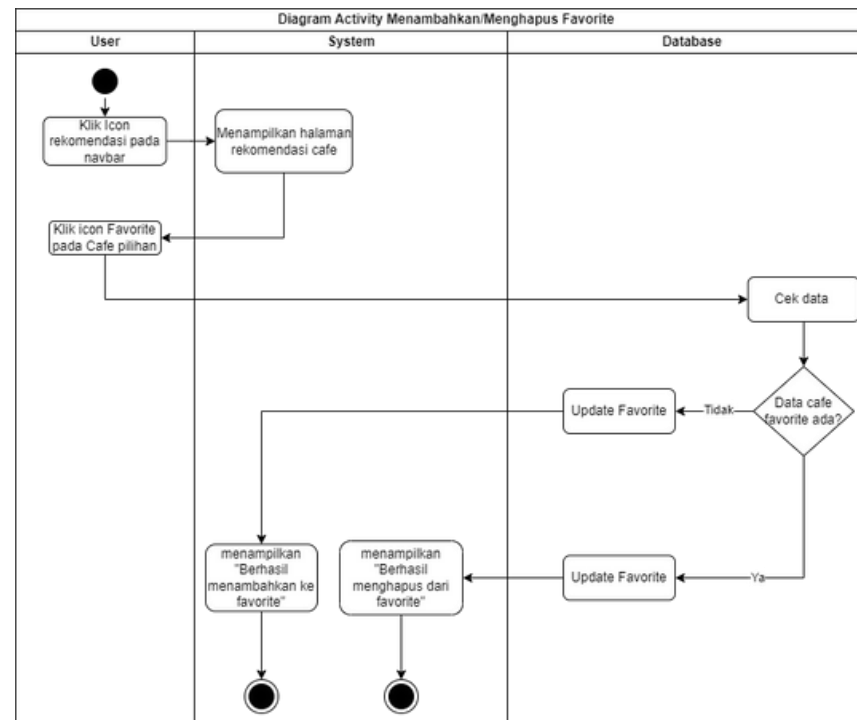 Diagram Activity Menambahkan/Menghapus Favorite
User
System
Database
Klik Icon
rekomendasi pada
navbar
Menampilkan halaman
rekomendasi cafe
Klik icon Favorite
pada Cafe pilihan
Cek data
Data cafe
favorite ada?
Tidak
Update Favorite
menampilkan
"Berhasil
menambahkan ke
favorite"
menampilkan
"Berhasil
menghapus dari
favorite"
Update Favorite
Ya